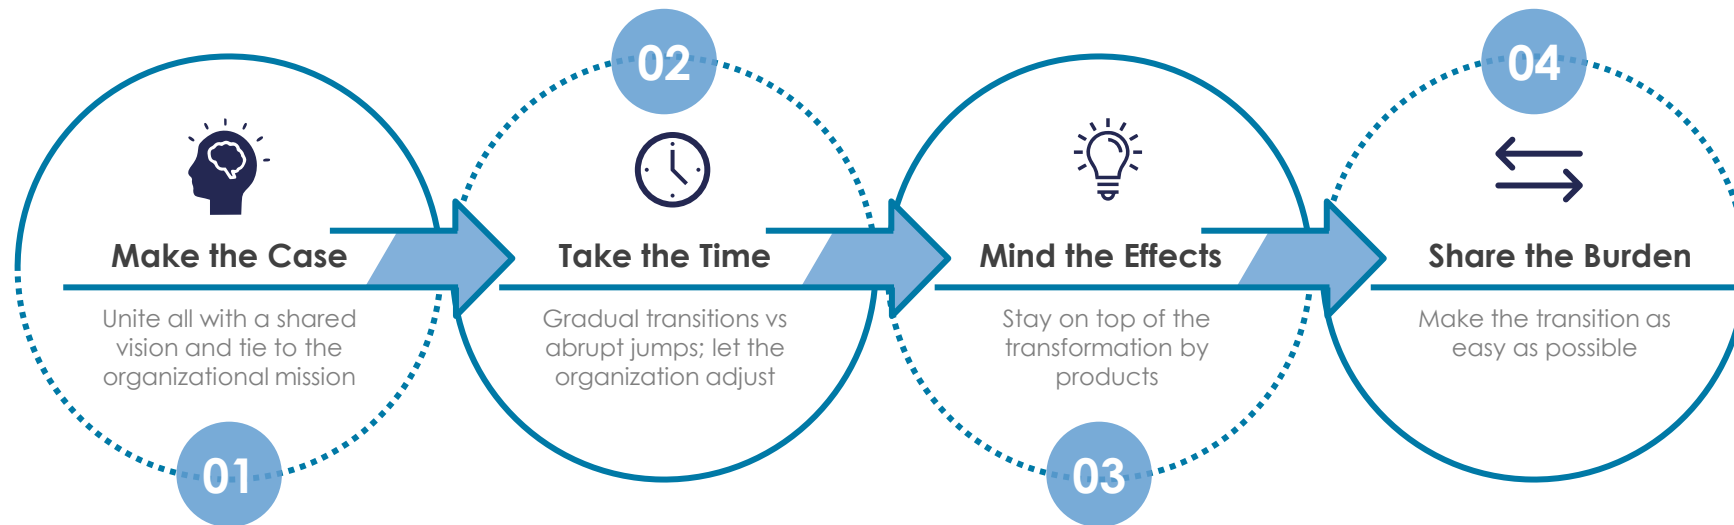 01
Make the Case
Unite all with a shared
vision and tie to the
organizational mission
02
Take the Time
Gradual transitions vs
abrupt jumps; let the
organization adjust
03
Mind the Effects
Stay on top of the
transformation by
products
04
Share the Burden
Make the transition as
easy as possible